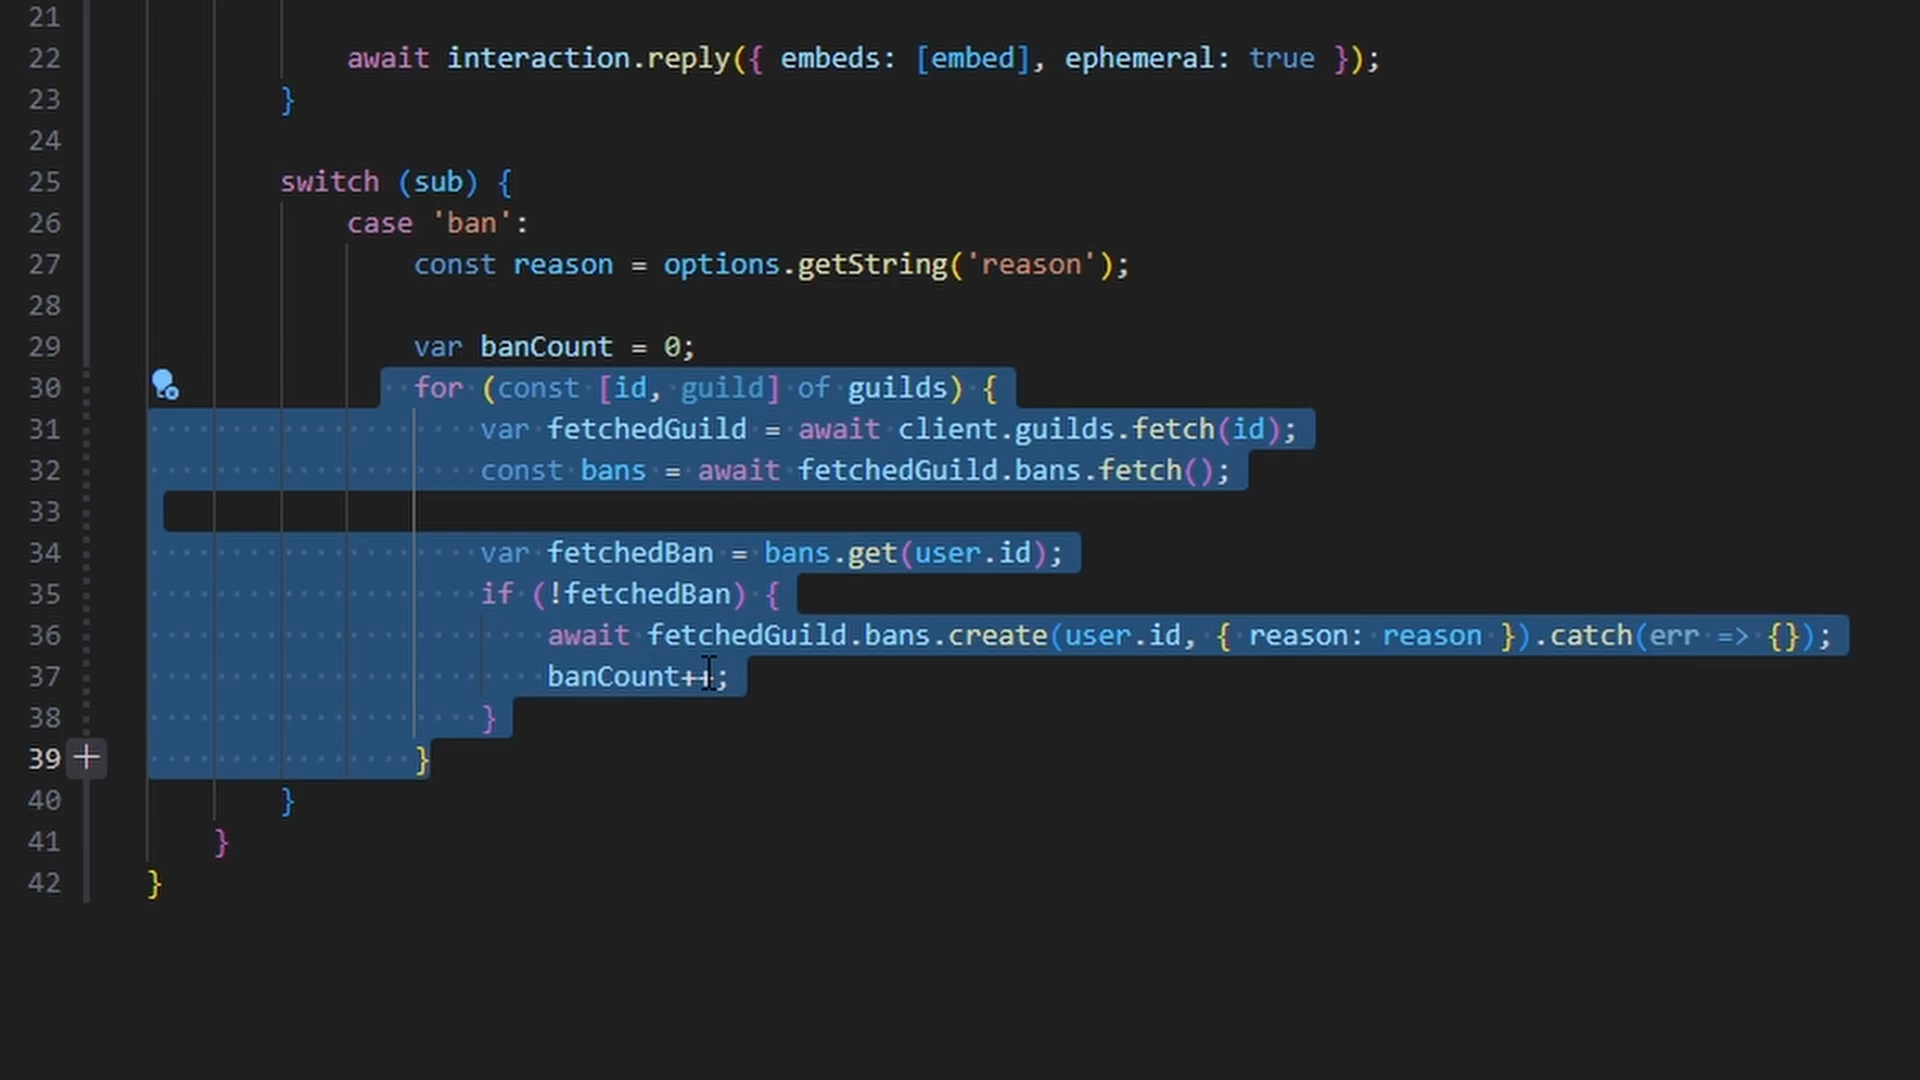 21
22 await interaction.reply({ embeds: [embed], ephemeral: true });
23 }
24
25 switch (sub) {
26 case 'ban':
27 const reason = options.getString('reason');
28
29 var banCount = 0;
30 for (const [id, guild] of guilds) {
31 var fetchedGuild = await client.guilds.fetch(id);
32 const bans = await fetchedGuild.bans.fetch();
33
34 var fetchedBan = bans.get(user.id);
35 if (!fetchedBan) {
36 await fetchedGuild.bans.create(user.id, { reason: reason }).catch(err => {});
37 banCount++;
38 }
39 }
40 }
41 }
42 }